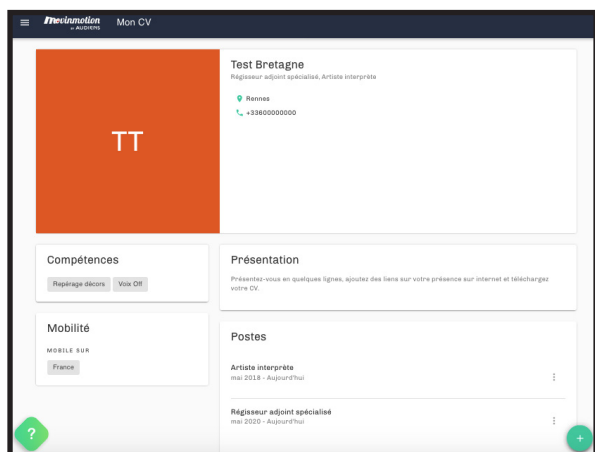 Movinmotion
by AUDIENS
Mon CV
TT
Test Bretagne
Régisseur adjoint spécialisé, Artiste interprète
Rennes
+33600000000
Compétences
Repérage décors Voix Off
Mobilité
MOBILE SUR
France
Présentation
Présentez-vous en quelques lignes, ajoutez des liens sur votre présence sur internet et téléchargez
votre CV.
Postes
Artiste interprète
mai 2018 - Aujourd'hui
Régisseur adjoint spécialisé
mai 2020 - Aujourd'hui
?
+